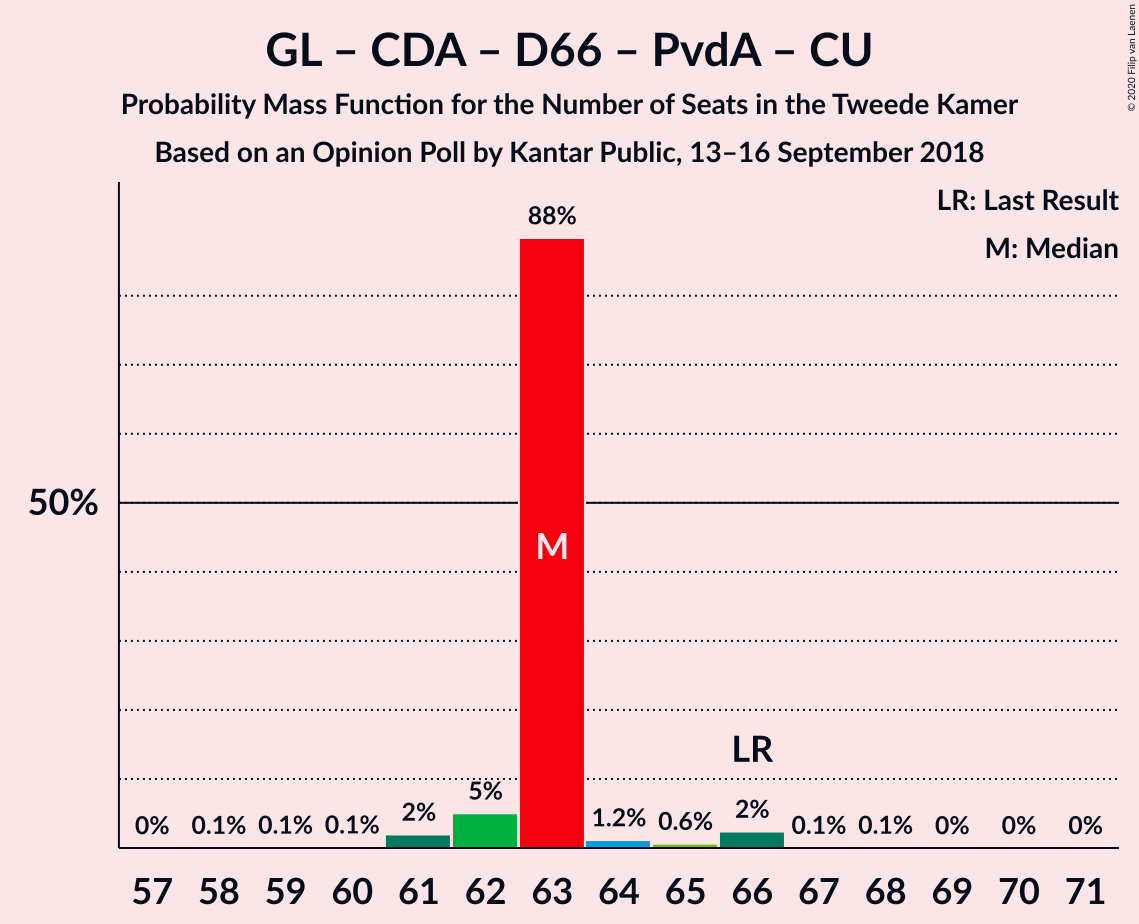 GL – CDA – D66 – PvdA – CU
Probability Mass Function for the Number of Seats in the Tweede Kamer
Based on an Opinion Poll by Kantar Public, 13–16 September 2018
© 2020 Filip van Laenen
LR: Last Result
M: Median
88%
50%
M
LR
0% 0.1% 0.1% 0.1% 2% 5% 1.2% 0.6% 2% 0.1% 0.1% 0% 0% 0%
57 58 59 60 61 62 63 64 65 66 67 68 69 70 71